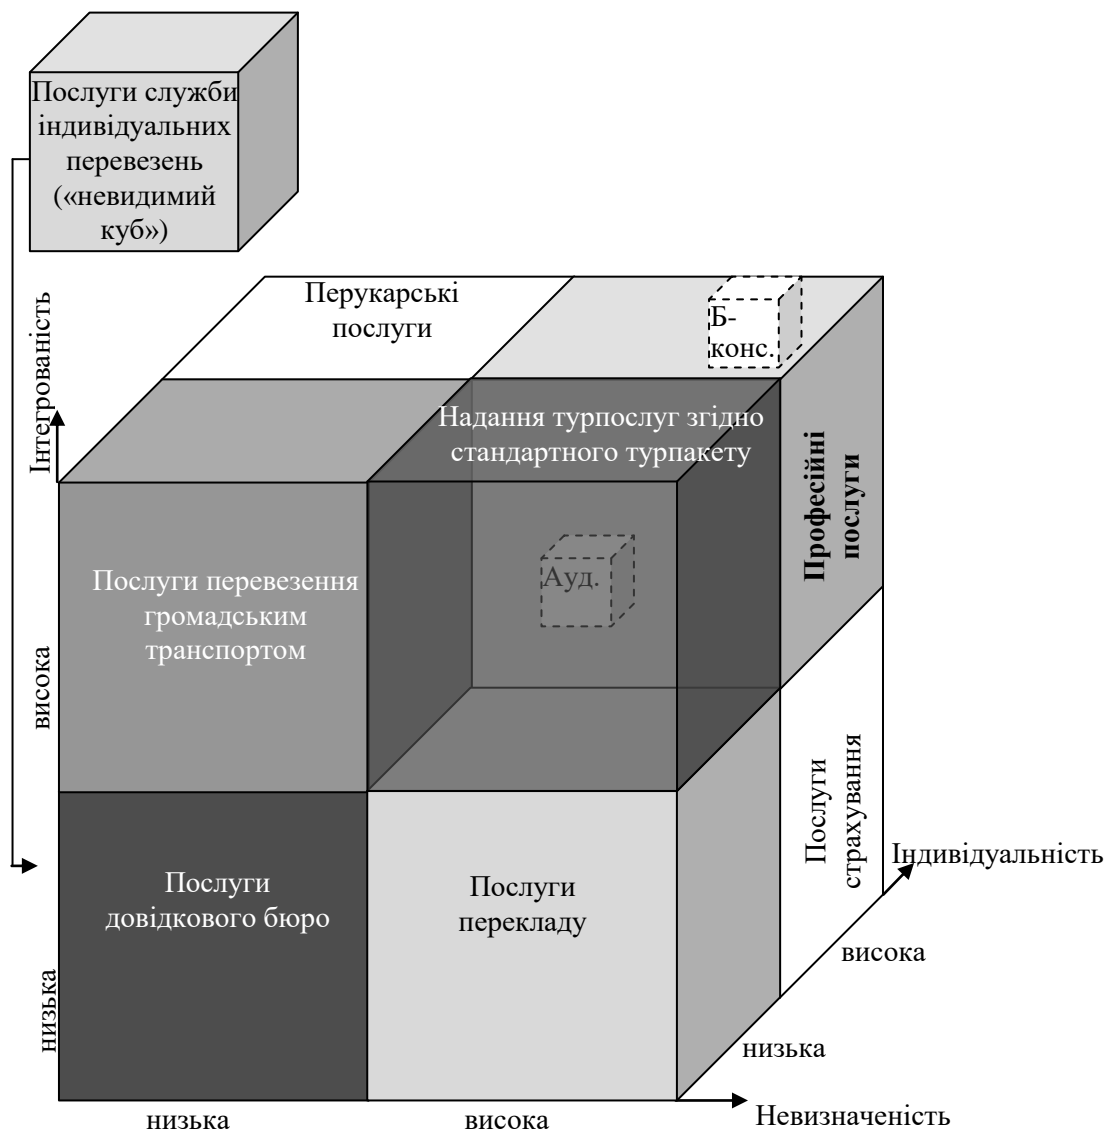 Послуги служби
індивідуальних
перевезень
(«невидимий
куб»)
Інтегрованість
Перукарські
послуги
Б-
конс.
Надання турпослуг згідно
стандартного турпакету
Професійні
послуги
Послуги перевезення
громадським
транспортом
Ауд.
висока
Послуги
страхування
Індивідуальність
Послуги
довідкового бюро
Послуги
перекладу
висока
низька
низька
низька
висока
Невизначеність